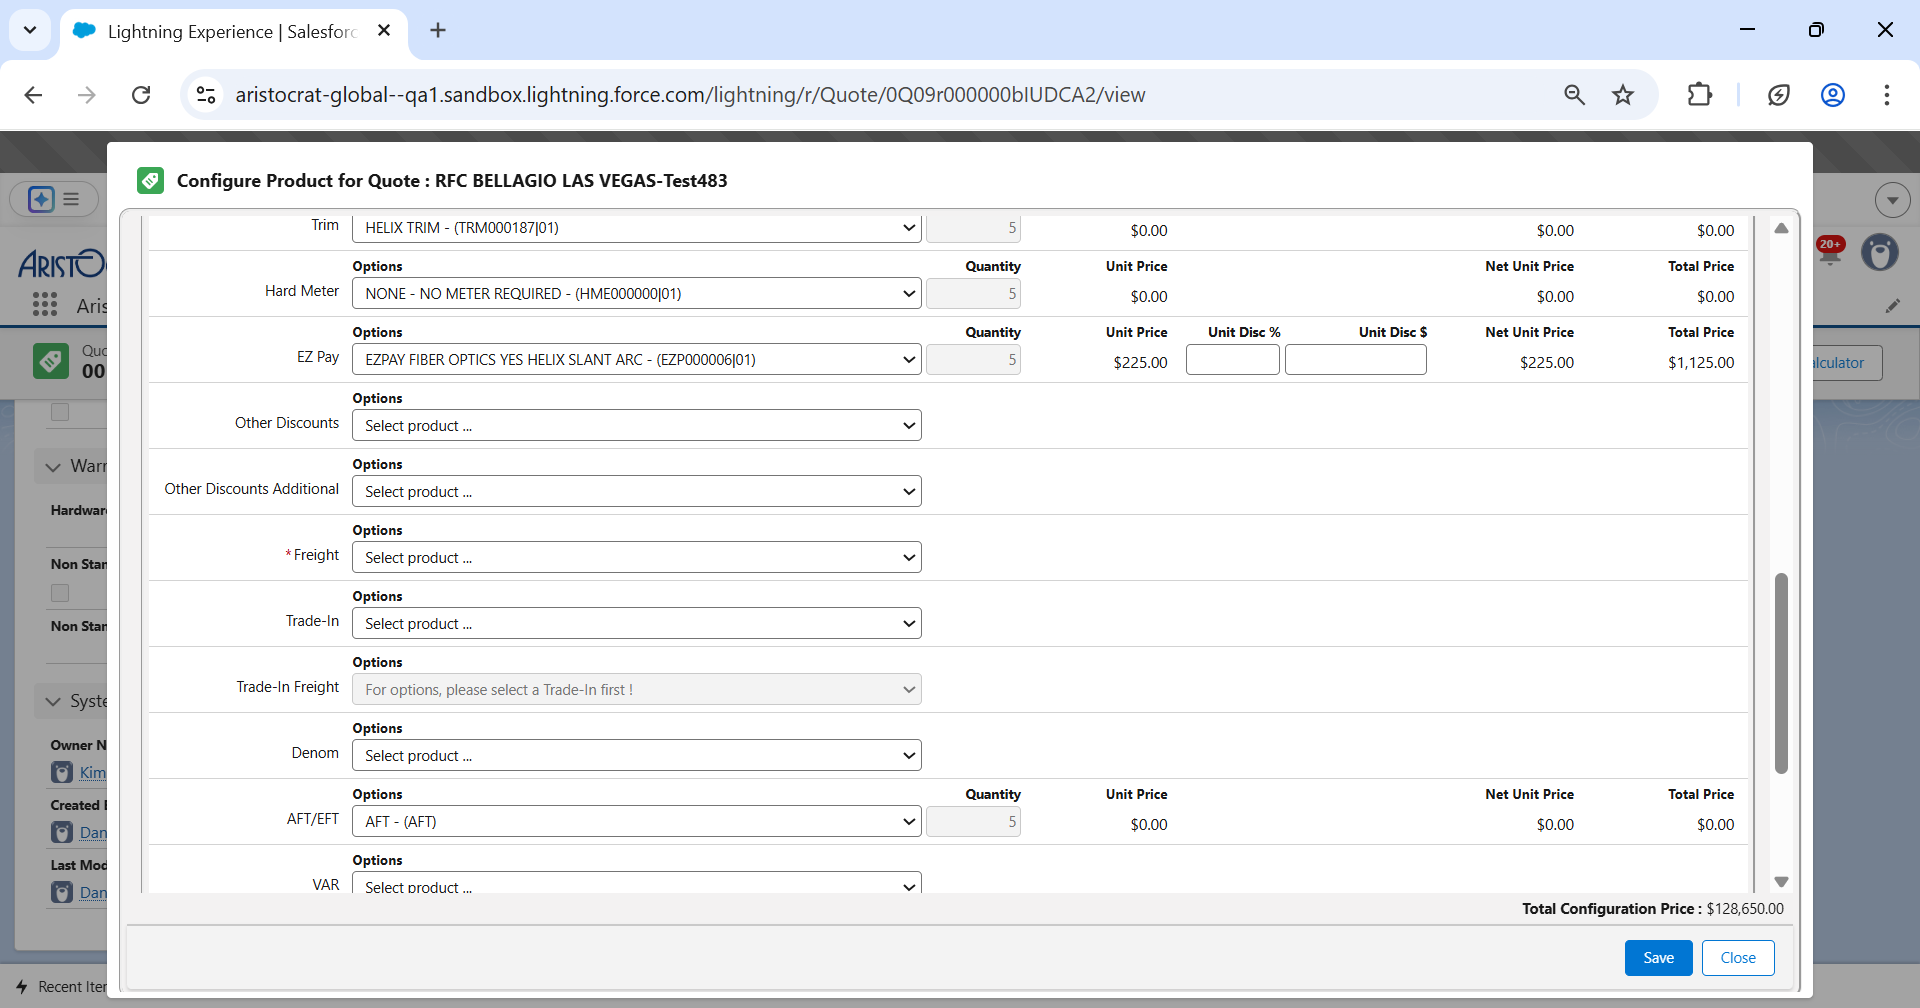 Lightning Experience | Salesforc
aristocrat-global--qa1.sandbox.lightning.force.com/lightning/r/Quote/0Q09r000000bIUDCA2/view
Configure Product for Quote : RFC BELLAGIO LAS VEGAS-Test483
Trim
HELIX TRIM - (TRM000187|01)
5
$0.00
$0.00
$0.00
Options
Quantity
Unit Price
Net Unit Price
Total Price
Hard Meter
NONE - NO METER REQUIRED - (HME000000|01)
5
$0.00
$0.00
$0.00
Options
Quantity
Unit Price
Unit Disc %
Unit Disc $
Net Unit Price
Total Price
EZ Pay
EZPAY FIBER OPTICS YES HELIX SLANT ARC - (EZP000006|01)
5
$225.00
$225.00
$1,125.00
Options
Other Discounts
Select product ...
Options
Other Discounts Additional
Select product ...
Options
*Freight
Select product ...
Options
Trade-In
Select product ...
Options
Trade-In Freight
For options, please select a Trade-In first !
Options
Denom
Select product ...
Options
Quantity
Unit Price
Net Unit Price
Total Price
AFT/EFT
AFT - (AFT)
5
$0.00
$0.00
$0.00
Options
VAR
Select product ...
Total Configuration Price : $128,650.00
Save
Close
ARISTO
Aris
Quo
00
Warr
Hardwar
Non Stan
Non Stan
Syste
Owner N
Kim
Created
Dan
Last Mod
Dan
Recent Iter
20+
alculator